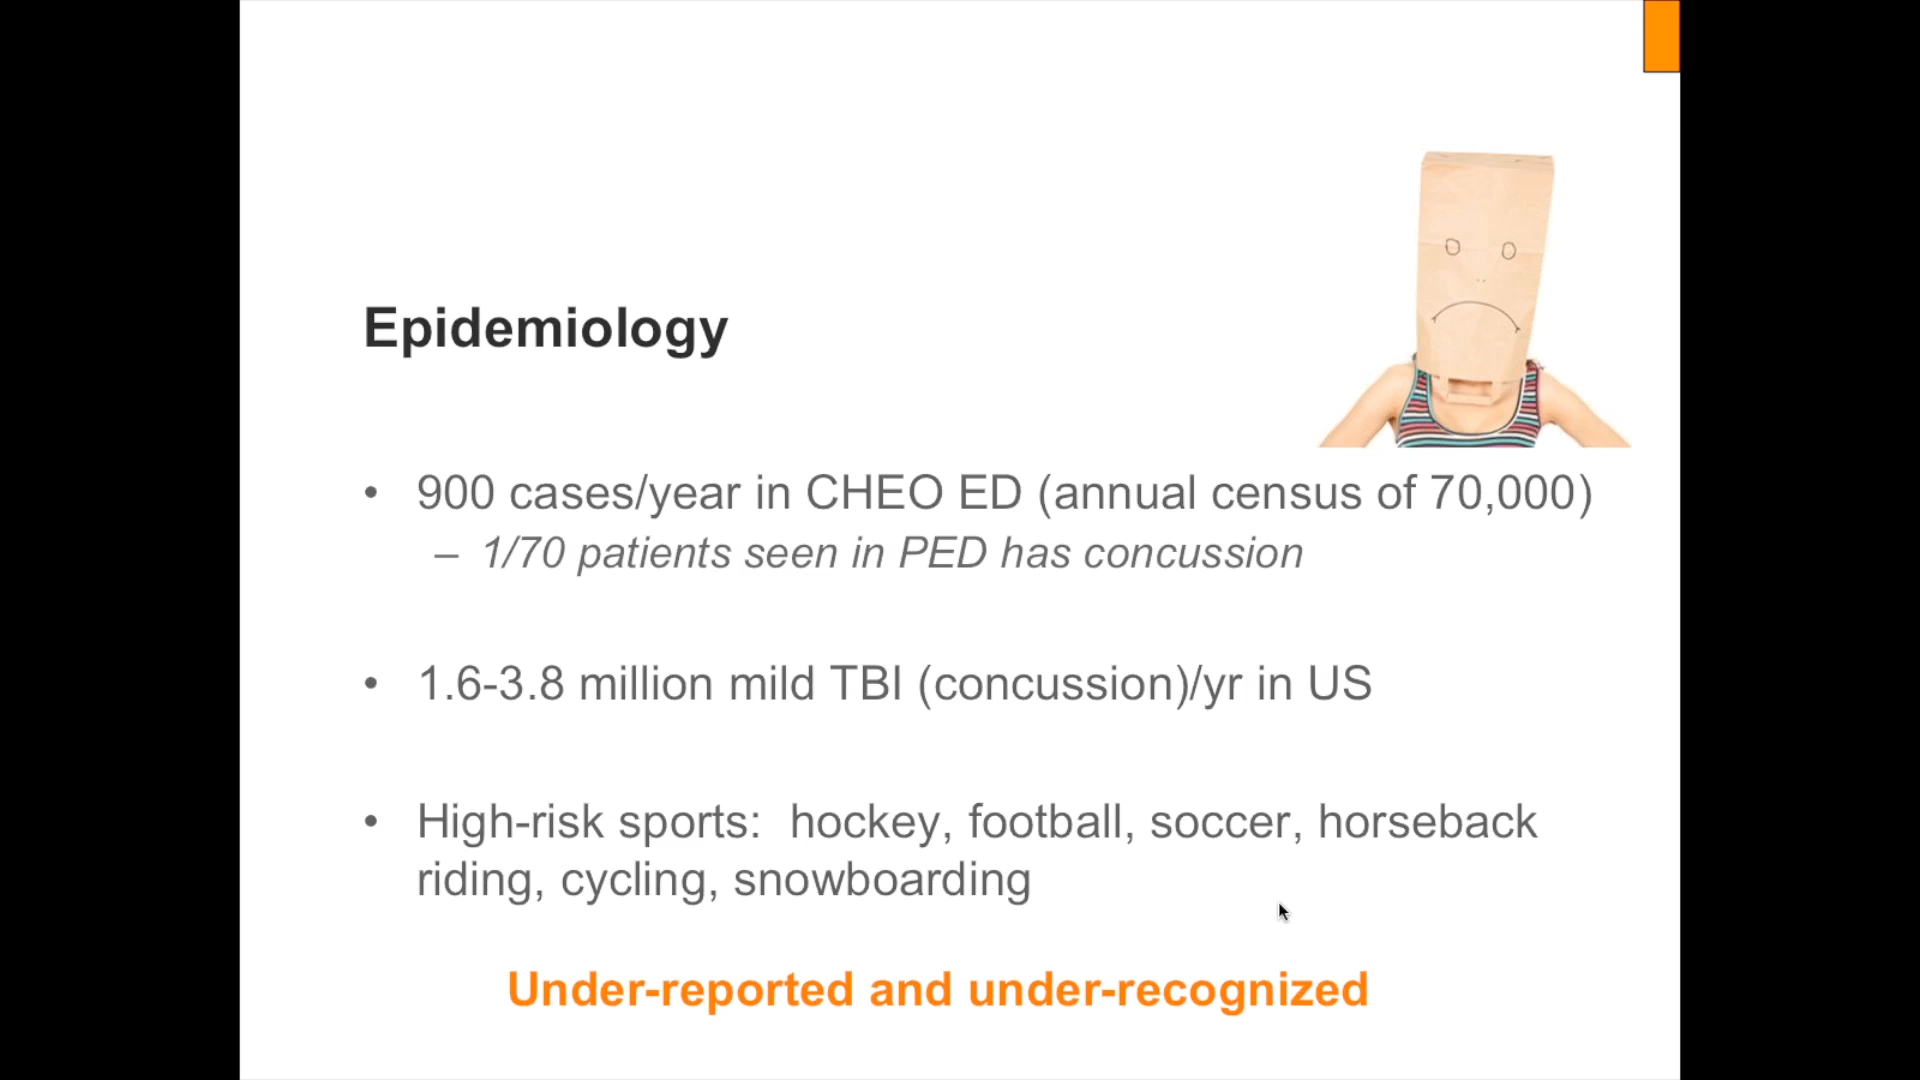 Epidemiology
• 900 cases/year in CHEO ED (annual census of 70,000)
– 1/70 patients seen in PED has concussion
• 1.6-3.8 million mild TBI (concussion)/yr in US
• High-risk sports:  hockey, football, soccer, horseback
riding, cycling, snowboarding
Under-reported and under-recognized